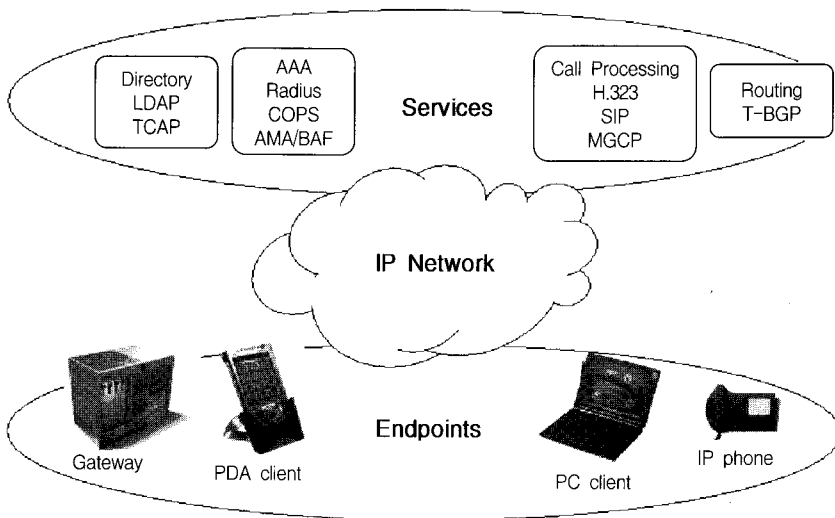 Directory
LDAP
TCAP
AAA
Radius
COPS
AMA/BAF
Services
Call Processing
H.323
SIP
MGCP
Routing
T-BGP
IP Network
Endpoints
Gateway
PDA client
PC client
IP phone